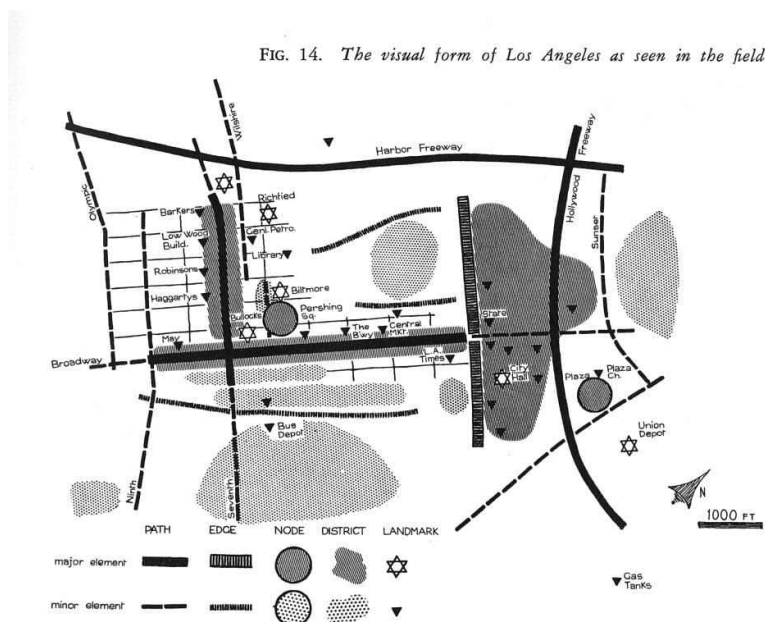 FIG. 14. The visual form of Los Angeles as seen in the field
Wilshire
Harbor Freeway
Freeway
Hollywood
Olympic
Sunset
Barkers
Richfied
Low Wood
Build.
Genl. Petro.
Library
Robinsons
Haggartys
Biltmore
Bullocks
Pershing
Sq.
State
May
The
B'wy
Central
Mkt.
Broadway
L.A.
Times
City
Hall
Plaza
Plaza
Ch.
Bus
Depot
Union
Depot
Ninth
Seventh
N
1000 FT
PATH EDGE NODE DISTRICT LANDMARK
major element
minor element
Gas
Tanks